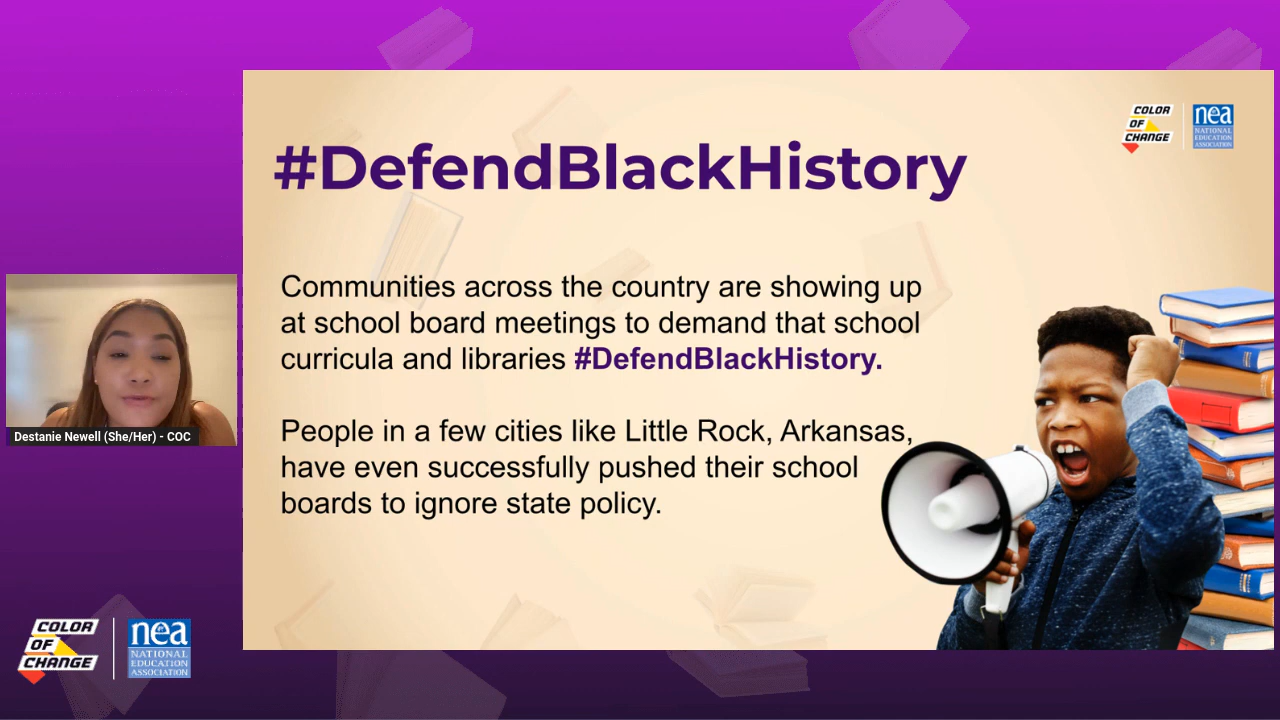 #DefendBlackHistory
COLOR
OF
CHANGE
nea
NATIONAL
EDUCATION
ASSOCIATION
Communities across the country are showing up
at school board meetings to demand that school
curricula and libraries #DefendBlackHistory.
People in a few cities like Little Rock, Arkansas,
have even successfully pushed their school
boards to ignore state policy.
Destanie Newell (She/Her) - COC
COLOR
OF
CHANGE
nea
NATIONAL
EDUCATION
ASSOCIATION